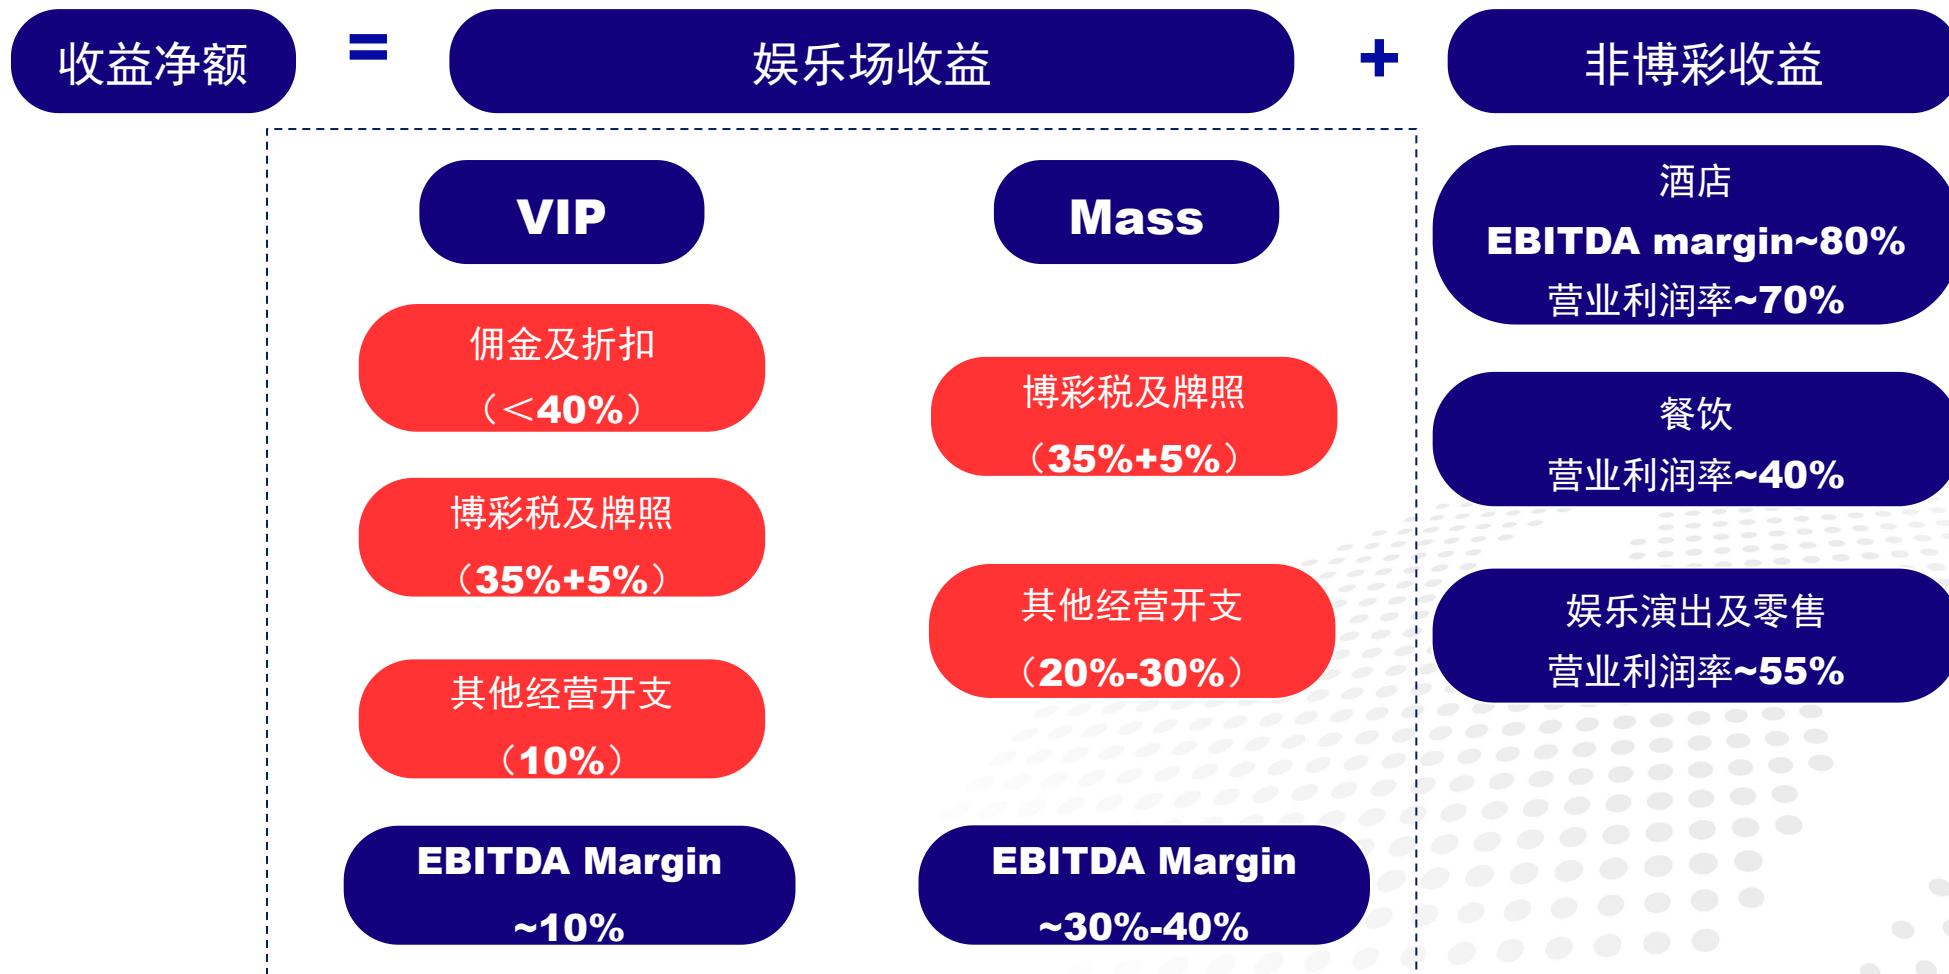 收益净额
=
娱乐场收益
+
非博彩收益
VIP
佣金及折扣
（＜40%）
博彩税及牌照
（35%+5%）
其他经营开支
（10%）
EBITDA Margin
~10%
Mass
博彩税及牌照
（35%+5%）
其他经营开支
（20%-30%）
EBITDA Margin
~30%-40%
酒店
EBITDA margin~80%
营业利润率~70%
餐饮
营业利润率~40%
娱乐演出及零售
营业利润率~55%